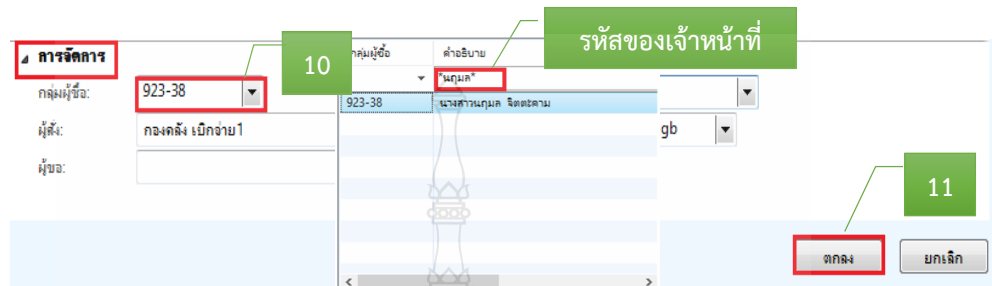 รหัสของเจ้าหน้าที่
10
การจัดการ
กลุ่มผู้ซื้อ
คำอธิบาย
*นฤมล*
กลุ่มผู้ซื้อ:
923-38
923-38
นางสาวนฤมล จิตตะคาม
ผู้สั่ง:
กองคลัง เบิกจ่าย1
gb
ผู้ขอ:
11
ตกลง
ยกเลิก